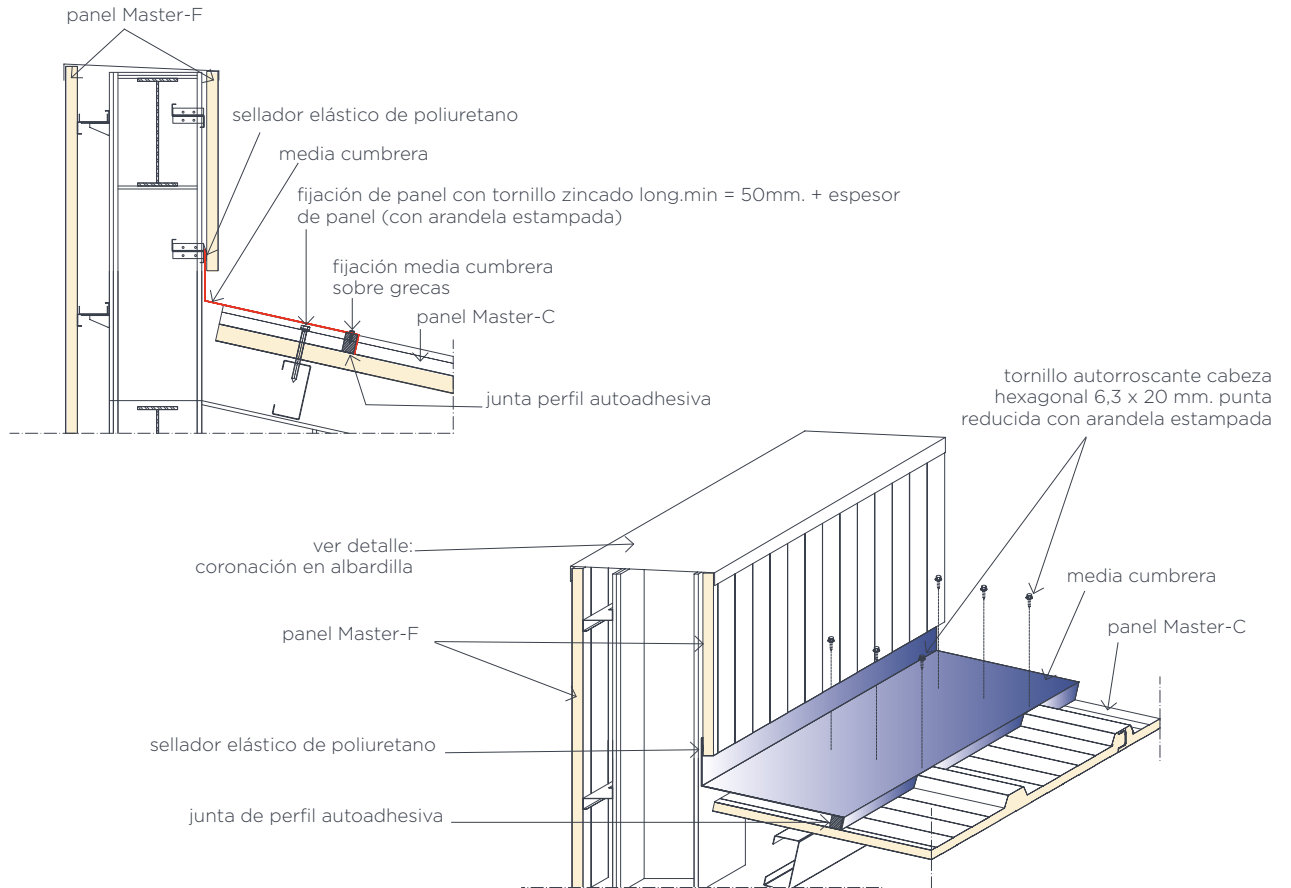 panel Master-F
sellador elástico de poliuretano
media cumbrera
fijación de panel con tornillo zincado long.min = 50mm. + espesor
de panel (con arandela estampada)
fijación media cumbrera
sobre grecas
panel Master-C
junta perfil autoadhesiva
tornillo autorroscante cabeza
hexagonal 6,3 x 20 mm. punta
reducida con arandela estampada
ver detalle:
coronación en albardilla
media cumbrera
panel Master-C
panel Master-F
sellador elástico de poliuretano
junta de perfil autoadhesiva